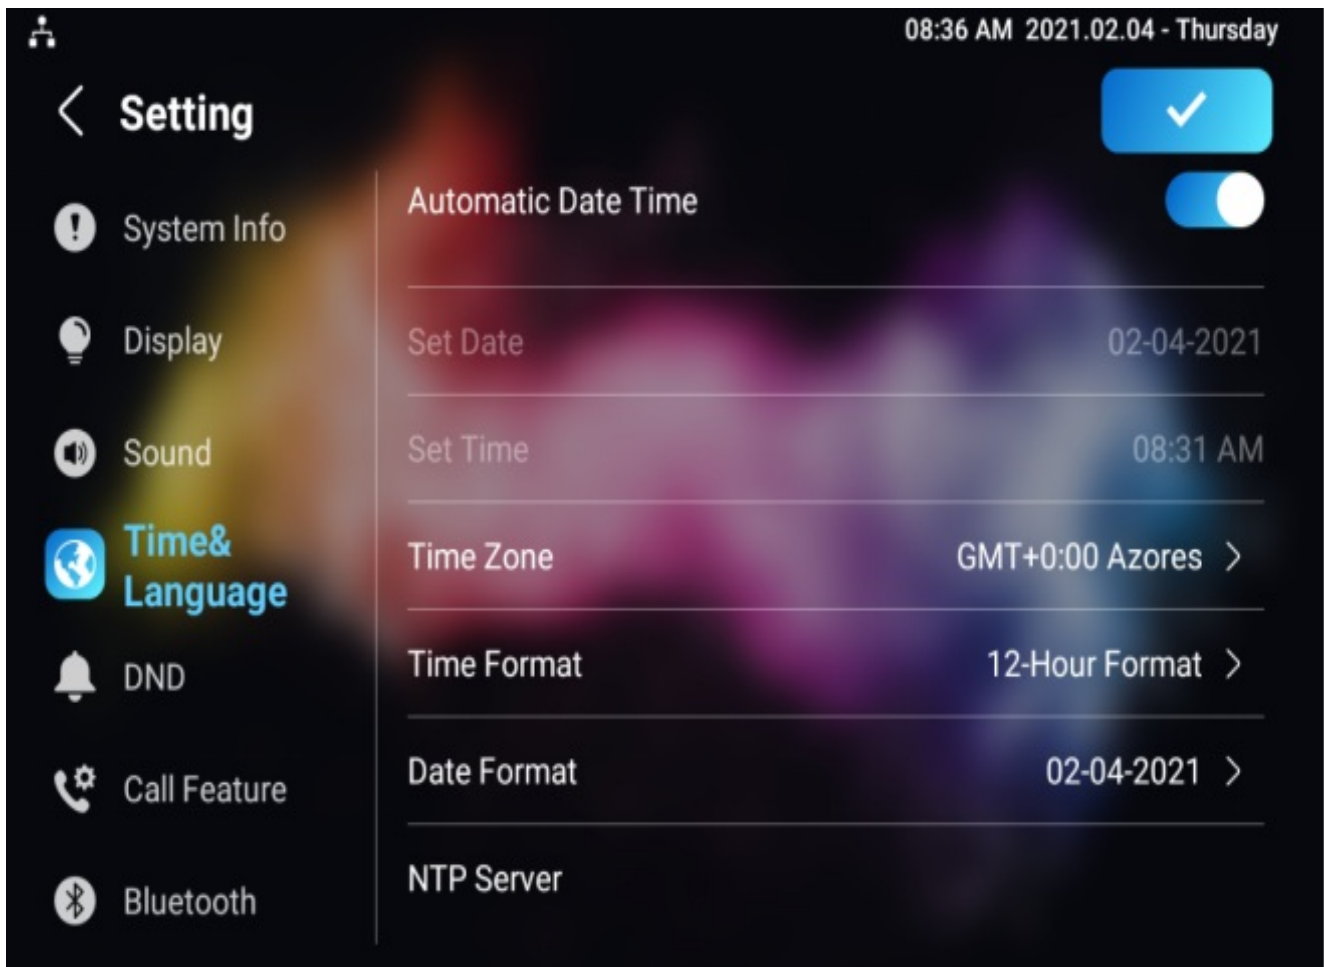 08:36 AM 2021.02.04 - Thursday
Setting
System Info
Display
Sound
Time&
Language
DND
Call Feature
Bluetooth
Automatic Date Time
Set Date 02-04-2021
Set Time 08:31 AM
Time Zone GMT+0:00 Azores
Time Format 12-Hour Format
Date Format 02-04-2021
NTP Server